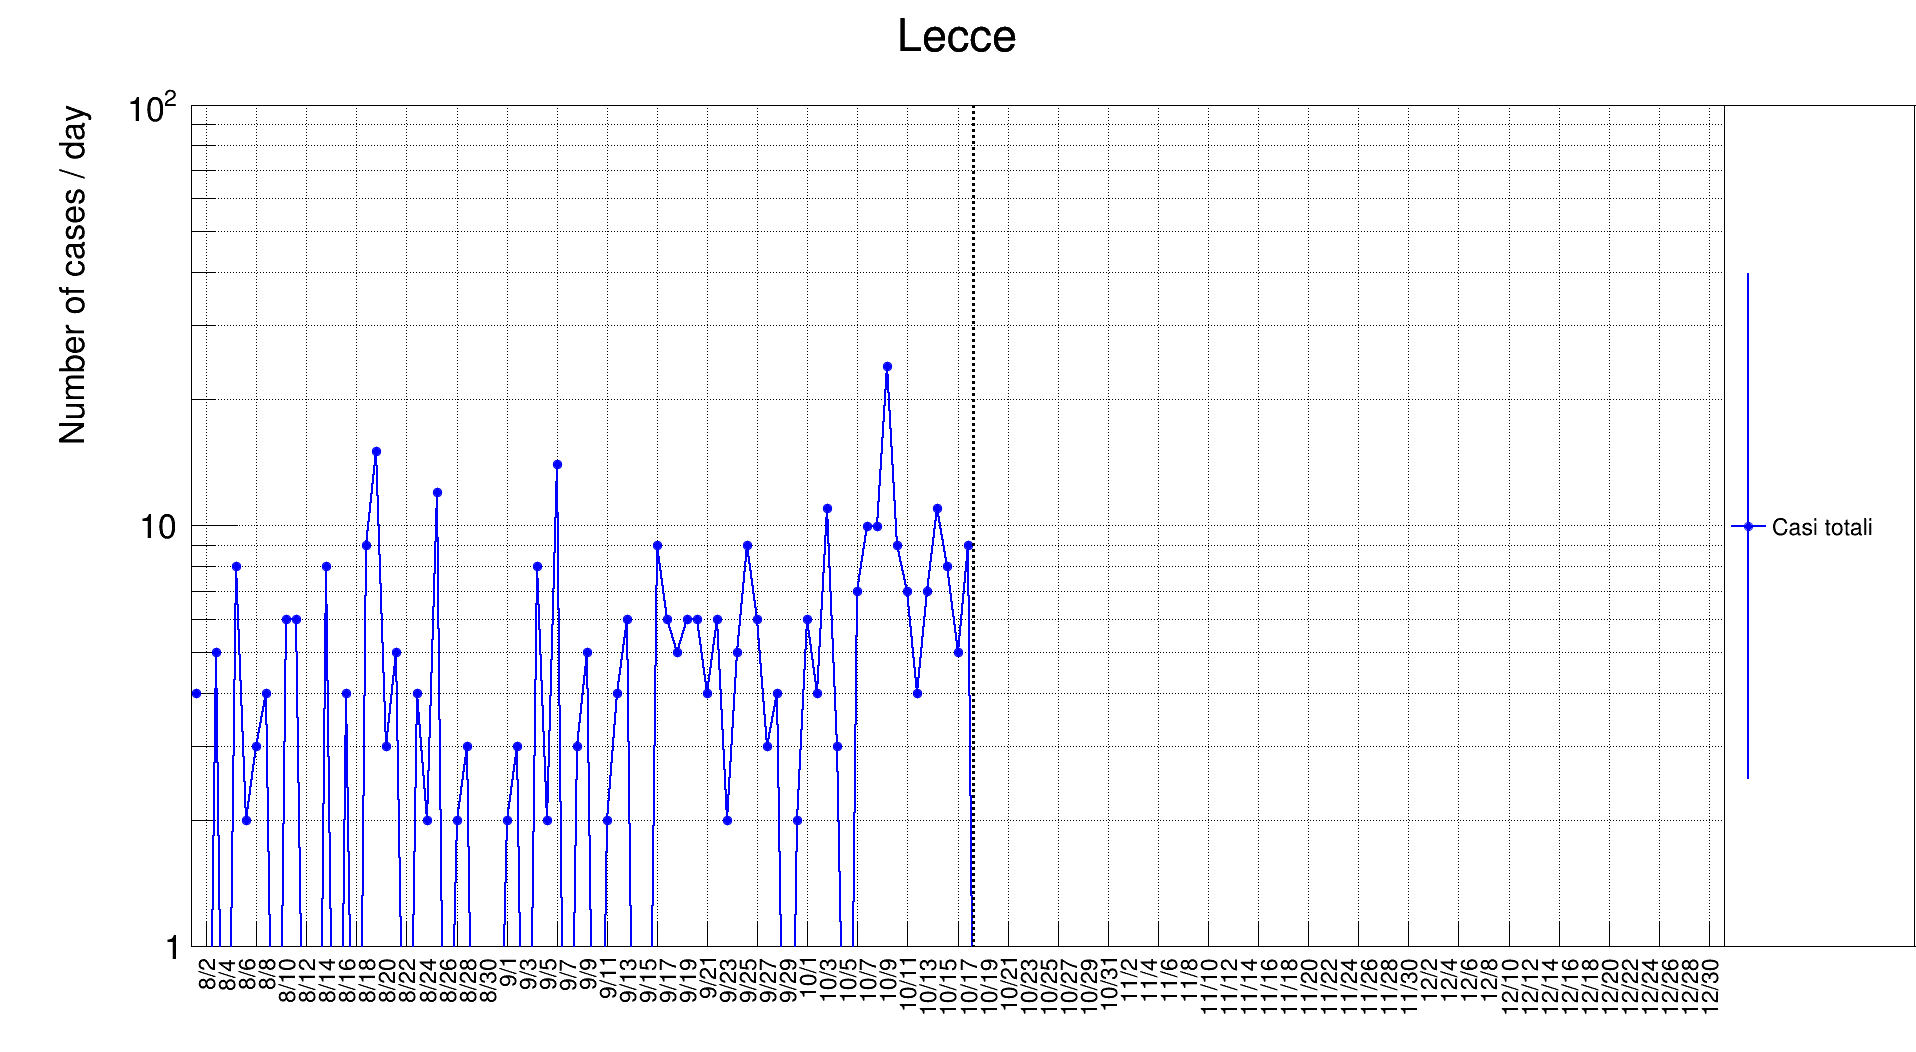 Lecce
Number of cases / day
10²
10
1
8/2 8/4 8/6 8/8 8/10 8/12 8/14 8/16 8/18 8/20 8/22 8/24 8/26 8/28 8/30 9/1 9/3 9/5 9/7 9/9 9/11 9/13 9/15 9/17 9/19 9/21 9/23 9/25 9/27 9/29 10/1 10/3 10/5 10/7 10/9 10/11 10/13 10/15 10/17 10/19 10/21 10/23 10/25 10/27 10/29 10/31 11/2 11/4 11/6 11/8 11/10 11/12 11/14 11/16 11/18 11/20 11/22 11/24 11/26 11/28 11/30 12/2 12/4 12/6 12/8 12/10 12/12 12/14 12/16 12/18 12/20 12/22 12/24 12/26 12/28 12/30
Casi totali